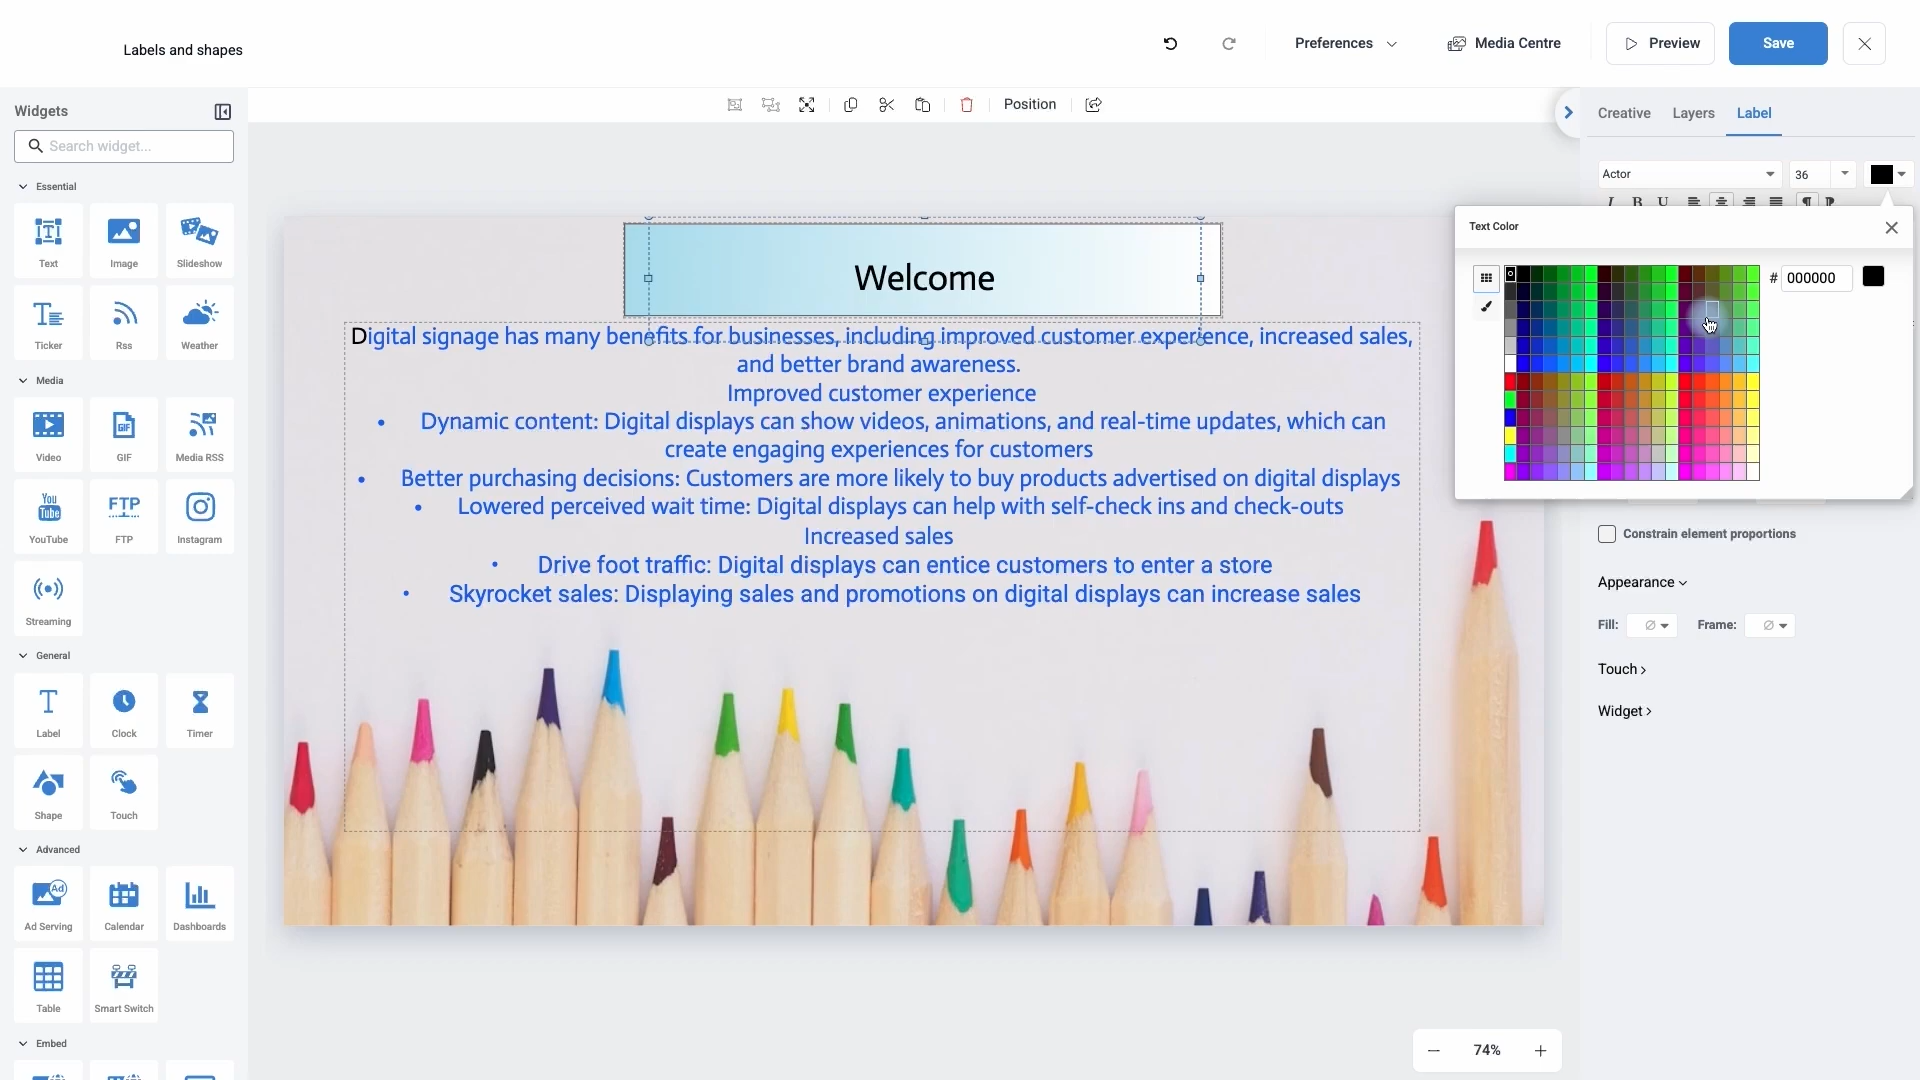 Labels and shapes
Preferences
Media Centre
Preview
Save
Widgets
Search widget...
Essential
Text
Image
Slideshow
Ticker
Rss
Weather
Media
Video
GIF
Media RSS
YouTube
FTP
Instagram
Streaming
General
Label
Clock
Timer
Shape
Touch
Advanced
Ad Serving
Calendar
Dashboards
Table
Smart Switch
Embed
Position
Welcome
Digital signage has many benefits for businesses, including improved customer experience, increased sales,
and better brand awareness.
Improved customer experience
• Dynamic content: Digital displays can show videos, animations, and real-time updates, which can
create engaging experiences for customers
• Better purchasing decisions: Customers are more likely to buy products advertised on digital displays
• Lowered perceived wait time: Digital displays can help with self-check ins and check-outs
Increased sales
• Drive foot traffic: Digital displays can entice customers to enter a store
• Skyrocket sales: Displaying sales and promotions on digital displays can increase sales
Creative
Layers
Label
Actor
36
I B U
Text Color
# 000000
Constrain element proportions
Appearance
Fill:
Frame:
Touch
Widget
74%